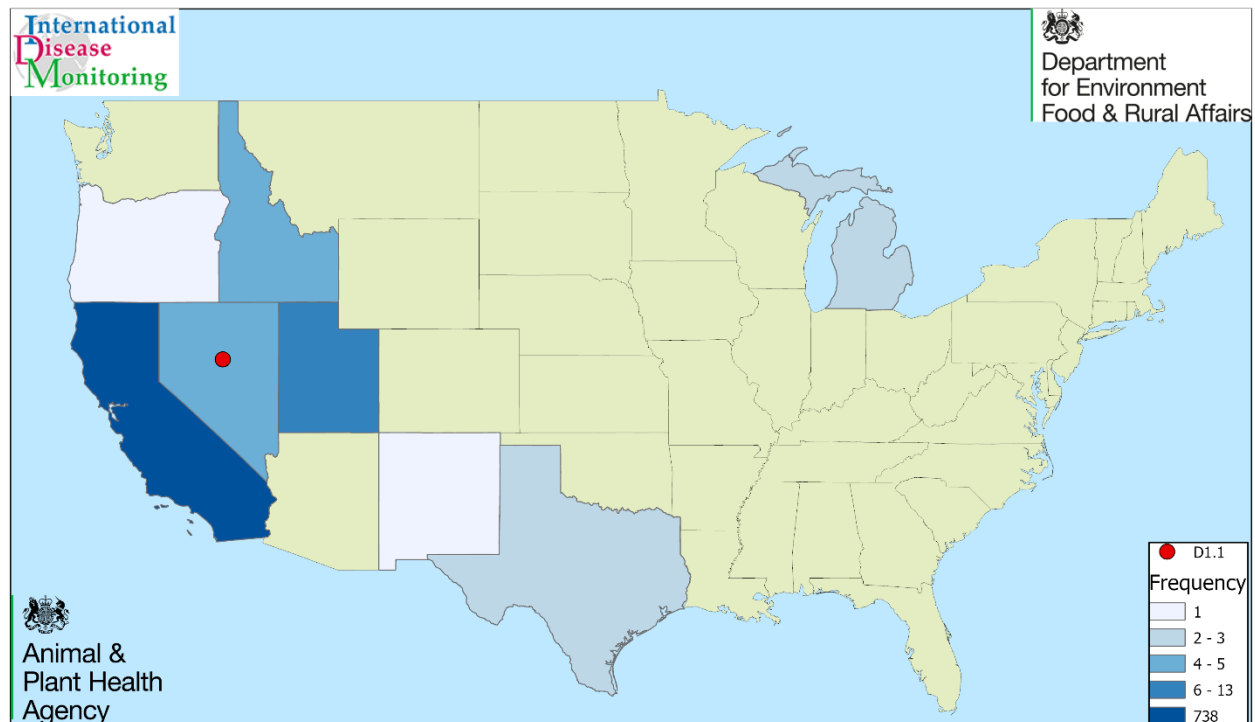 International
Disease
Monitoring
Department
for Environment
Food & Rural Affairs
D1.1
Frequency
1
2 - 3
4 - 5
6 - 13
738
Animal &
Plant Health
Agency